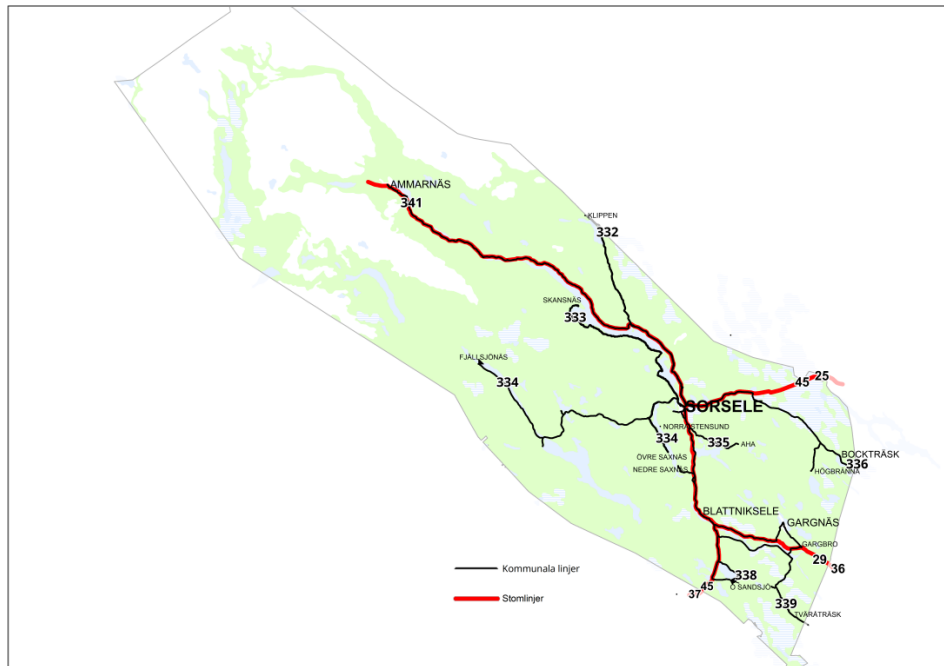 AMMARNÄS
341
KLIPPEN
332
SKANSNÄS
333
FJÄLLSJÖNÄS
334
45 25
SORSELE
NORRA STENSUND
334
335 AHA
ÖVRE SAXNÄS
NEDRE SAXNÄS
BOCKTRÄSK
336
HÖGBRÄNNA
BLATTNIKSELE
GARGNÄS
GARGBRO
29
36
Kommunala linjer
338
45
Ö SANDSJÖ
37
Stomlinjer
339
TVÄRÅTRÄSK